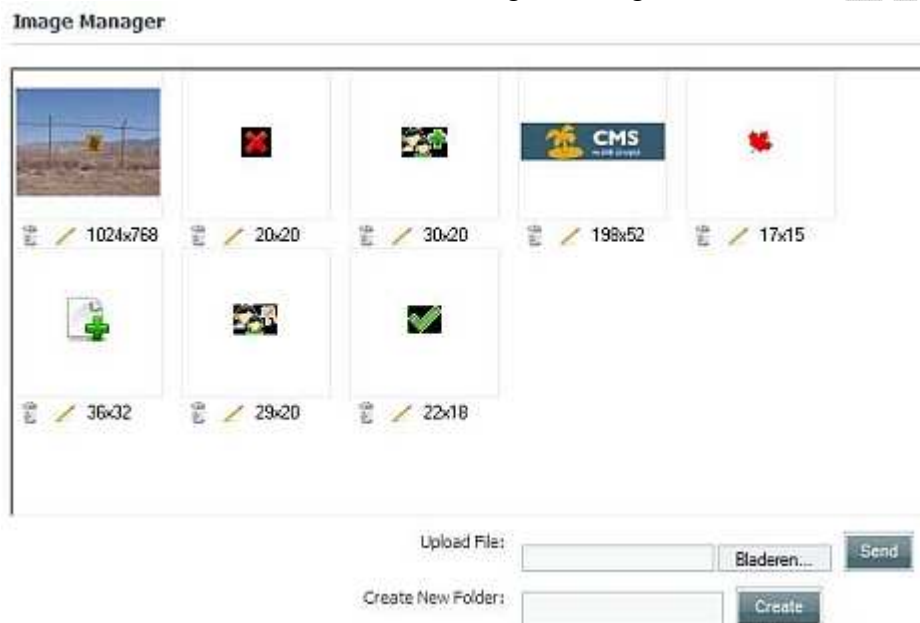 Image Manager
CMS
1024x768
20x20
30x20
198x52
17x15
36x32
29x20
22x18
Upload File:
Bladeren...
Send
Create New Folder:
Create